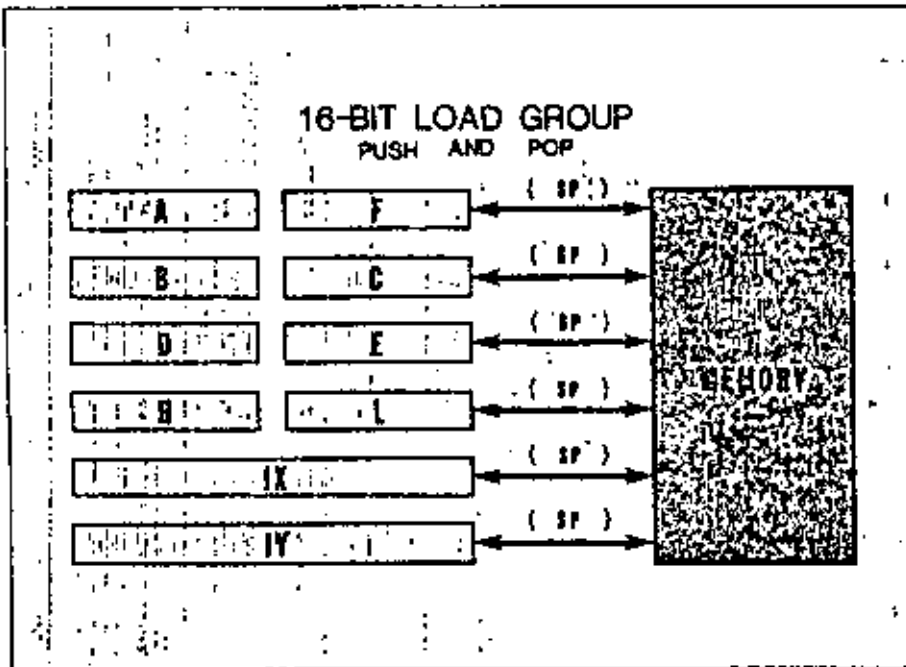 16-BIT LOAD GROUP
PUSH AND POP
A F ( SP )
B C ( SP )
D E ( SP )
H L ( SP )
MEMORY
IX ( SP )
IY ( SP )